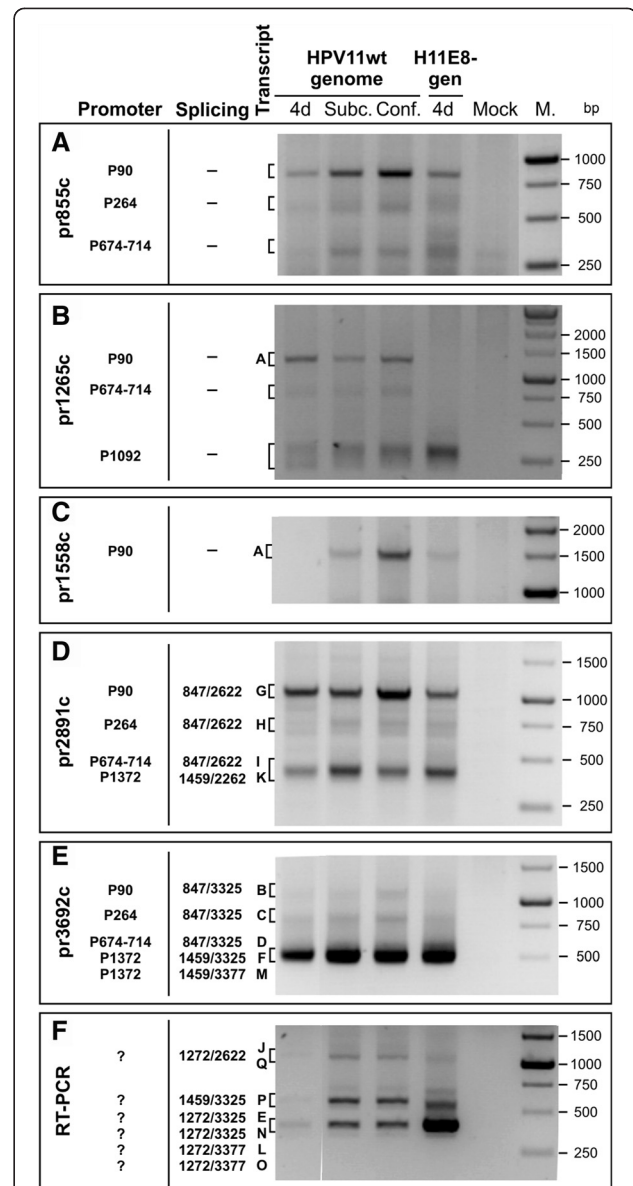 HPV11wt genome H11E8-gen
Promoter Splicing Transcript 4d Subc. Conf. 4d Mock M. bp
A
pr855c
P90 –
P264 –
P674-714 –
1000
750
500
250
B
pr1265c
P90 – A
P674-714 –
P1092 –
2000
1500
1000
750
500
250
C
pr1558c
P90 – A
2000
1500
1000
D
pr2891c
P90 847/2622 G
P264 847/2622 H
P674-714 847/2622 I
P1372 1459/2262 K
1500
1000
750
500
250
E
pr3692c
P90 847/3325 B
P264 847/3325 C
P674-714 847/3325 D
P1372 1459/3325 F
P1372 1459/3377 M
1500
1000
750
500
F
RT-PCR
? 1272/2622 J Q
? 1459/3325 P
? 1272/3325 E
? 1272/3325 N
? 1272/3377 L
? 1272/3377 O
1500
1000
750
500
250